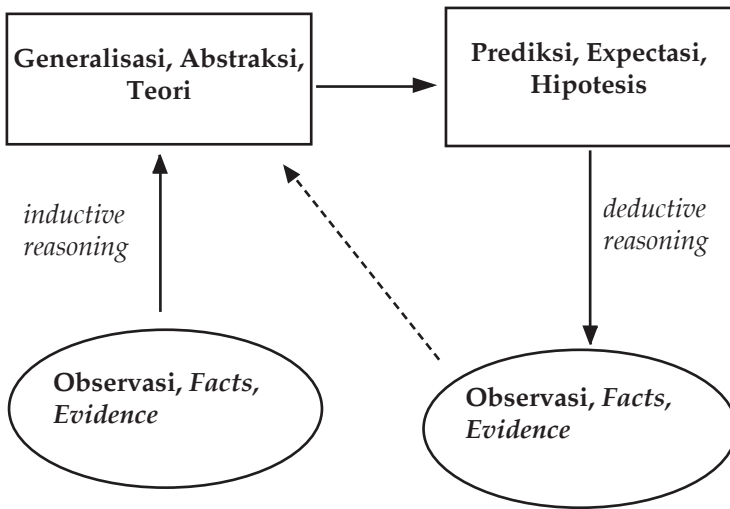 Generalisasi, Abstraksi,
Teori
Prediksi, Expectasi,
Hipotesis
inductive
reasoning
deductive
reasoning
Observasi, Facts,
Evidence
Observasi, Facts,
Evidence